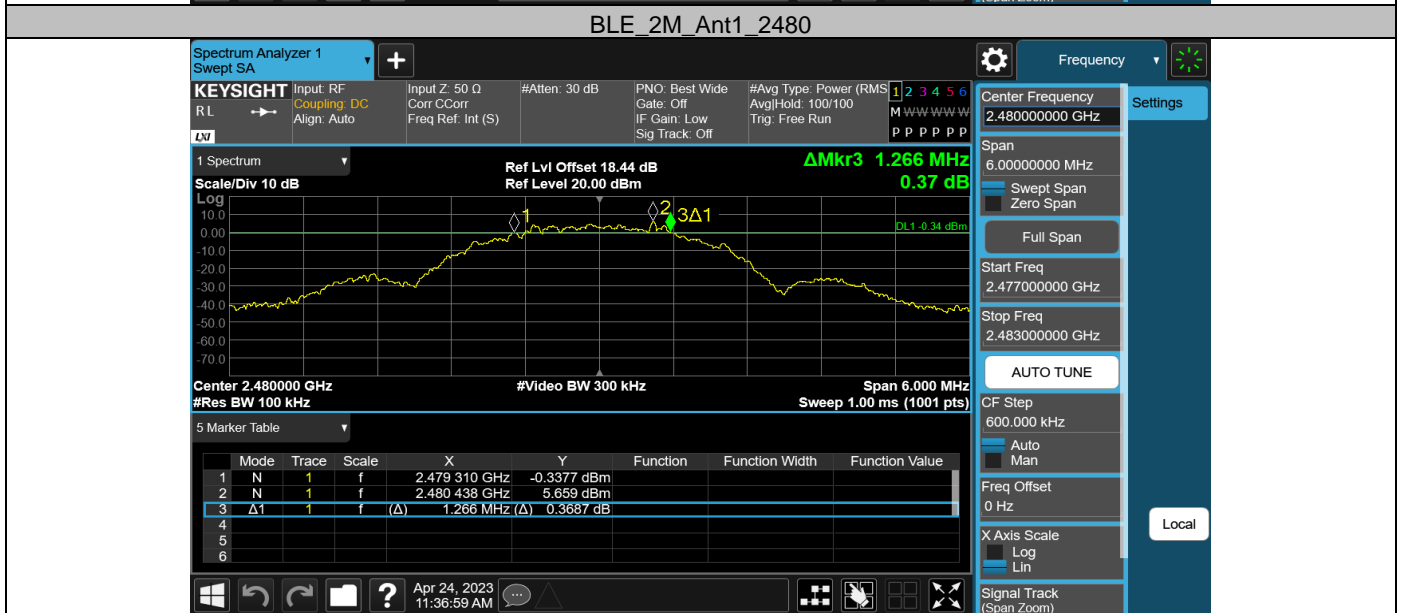 (Span Zoom)
BLE_2M_Ant1_2480
Spectrum Analyzer 1
Swept SA
+
Frequency
KEYSIGHT
RL
LXI
Input: RF
Coupling: DC
Align: Auto
Input Z: 50 Ω
Corr CCorr
Freq Ref: Int (S)
#Atten: 30 dB
PNO: Best Wide
Gate: Off
IF Gain: Low
Sig Track: Off
#Avg Type: Power (RMS
Avg|Hold: 100/100
Trig: Free Run
1 2 3 4 5 6
M W W W W W
P P P P P P
1 Spectrum
Scale/Div 10 dB
Ref Lvl Offset 18.44 dB
Ref Level 20.00 dBm
ΔMkr3 1.266 MHz
0.37 dB
Log
10.0
0.00
-10.0
-20.0
-30.0
-40.0
-50.0
-60.0
-70.0
1
2
3Δ1
DL1 -0.34 dBm
Center 2.480000 GHz
#Video BW 300 kHz
Span 6.000 MHz
#Res BW 100 kHz
Sweep 1.00 ms (1001 pts)
5 Marker Table
Mode Trace Scale X Y Function Function Width Function Value
1 N 1 f 2.479 310 GHz -0.3377 dBm
2 N 1 f 2.480 438 GHz 5.659 dBm
3 Δ1 1 f (Δ) 1.266 MHz (Δ) 0.3687 dB
4
5
6
?
Apr 24, 2023
11:36:59 AM
Center Frequency
2.480000000 GHz
Settings
Span
6.00000000 MHz
Swept Span
Zero Span
Full Span
Start Freq
2.477000000 GHz
Stop Freq
2.483000000 GHz
AUTO TUNE
CF Step
600.000 kHz
Auto
Man
Freq Offset
0 Hz
Local
X Axis Scale
Log
Lin
Signal Track
(Span Zoom)